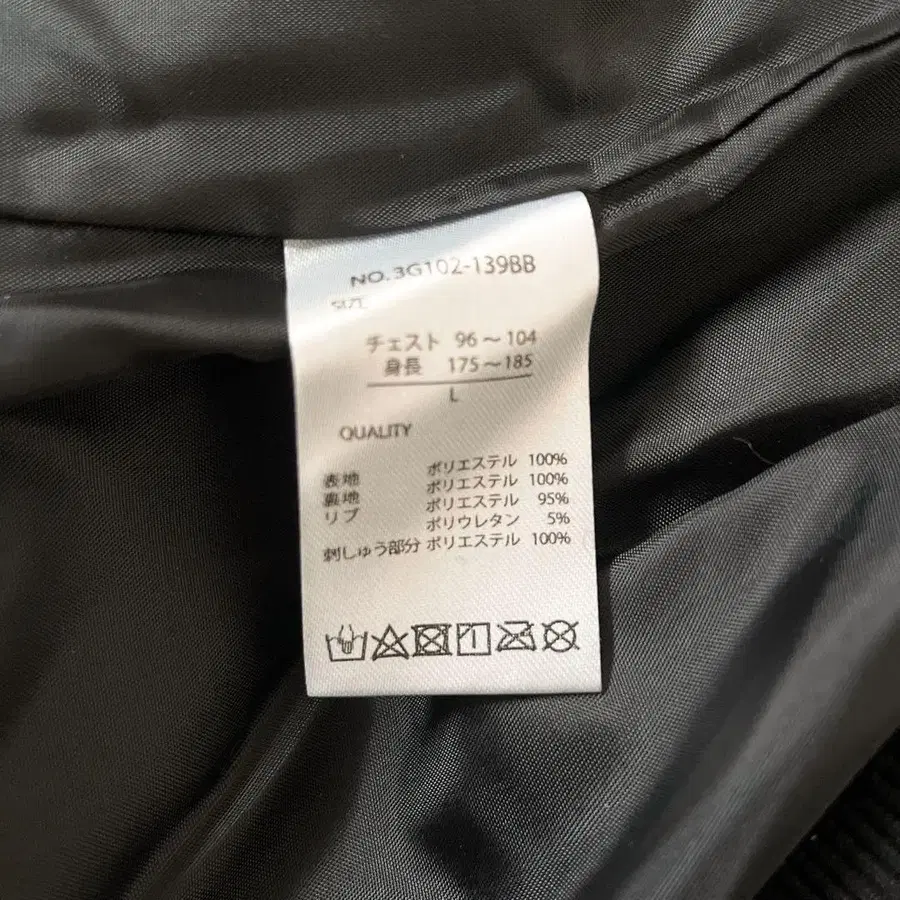 NO.3G102-139BB
SIZE
チェスト 96～104
身長 175～185
L
QUALITY
表地 ポリエステル 100%
裏地 ポリエステル 100%
リブ ポリエステル 95%
ポリウレタン 5%
刺しゅう部分 ポリエステル 100%